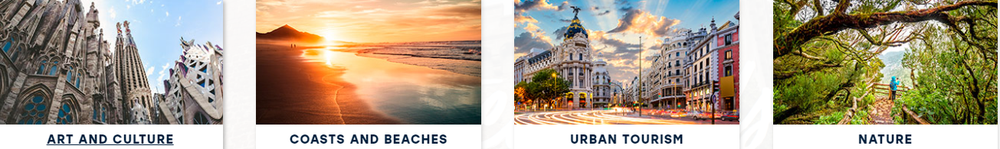 ART AND CULTURE
COASTS AND BEACHES
URBAN TOURISM
NATURE